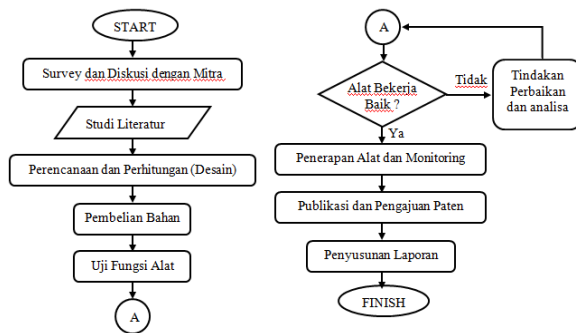 START
Survey dan Diskusi dengan Mitra
Studi Literatur
Perencanaan dan Perhitungan (Desain)
Pembelian Bahan
Uji Fungsi Alat
A
A
Alat Bekerja
Baik ?
Tidak
Tindakan
Perbaikan
dan analisa
Ya
Penerapan Alat dan Monitoring
Publikasi dan Pengajuan Paten
Penyusunan Laporan
FINISH